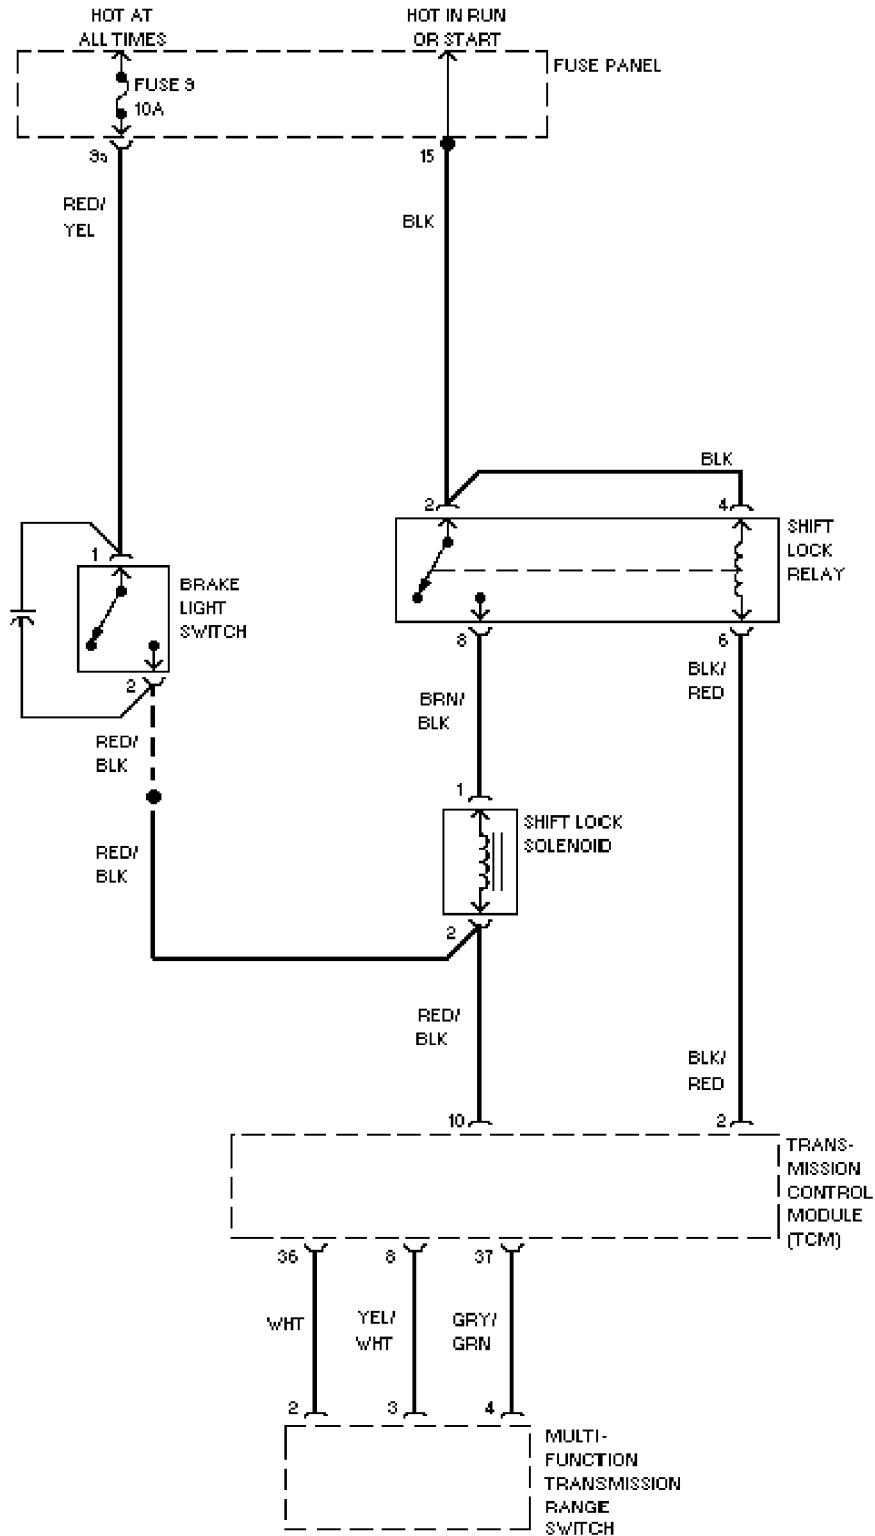 HOT AT
ALL TIMES
HOT IN RUN
OR START
FUSE PANEL
FUSE 9
10A
9a
15
RED/
YEL
BLK
BLK
2
4
SHIFT
LOCK
RELAY
1
BRAKE
LIGHT
SWITCH
8
6
2
BLK/
RED
BRN/
BLK
RED/
BLK
1
SHIFT LOCK
SOLENOID
RED/
BLK
2
RED/
BLK
BLK/
RED
10
2
TRANS-
MISSION
CONTROL
MODULE
(TCM)
36
8
37
WHT
YEL/
WHT
GRY/
GRN
2
3
4
MULTI-
FUNCTION
TRANSMISSION
RANGE
SWITCH